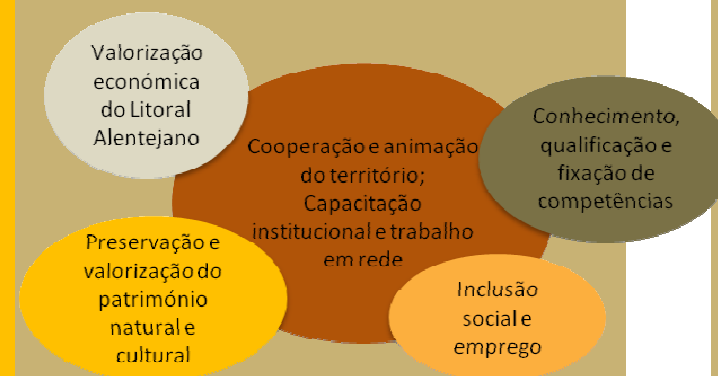 Valorização
económica
do Litoral
Alentejano
Cooperação e animação
do território;
Capacitação
institucional e trabalho
em rede
Conhecimento,
qualificação e
fixação de
competências
Preservação e
valorização do
património
natural e
cultural
Inclusão
social e
emprego